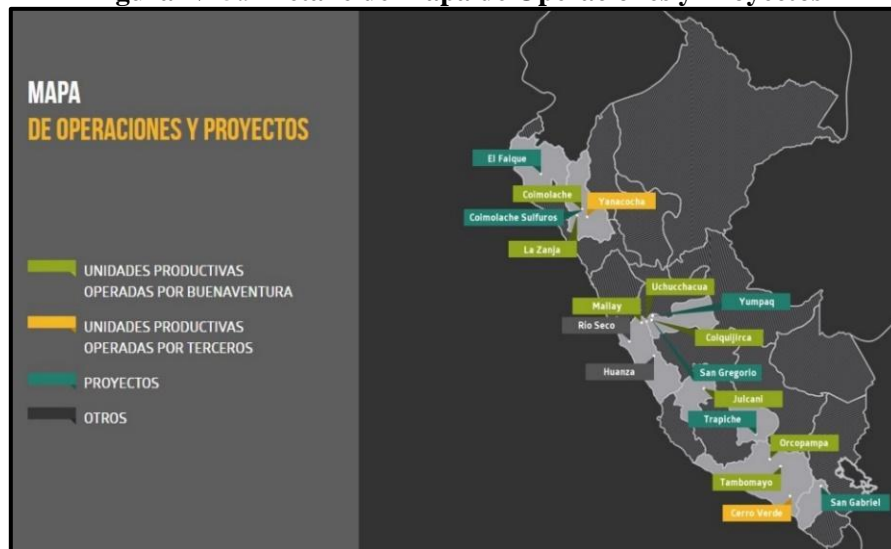 MAPA
DE OPERACIONES Y PROYECTOS
UNIDADES PRODUCTIVAS
OPERADAS POR BUENAVENTURA
UNIDADES PRODUCTIVAS
OPERADAS POR TERCEROS
PROYECTOS
OTROS
El Faique
Coimolache
Yanacocha
Coimolache Sulfuros
La Zanja
Uchucchacua
Mallay
Yumpaq
Río Seco
Colquijirca
Huanza
San Gregorio
Julcani
Trapiche
Orcopampa
Tambomayo
San Gabriel
Cerro Verde